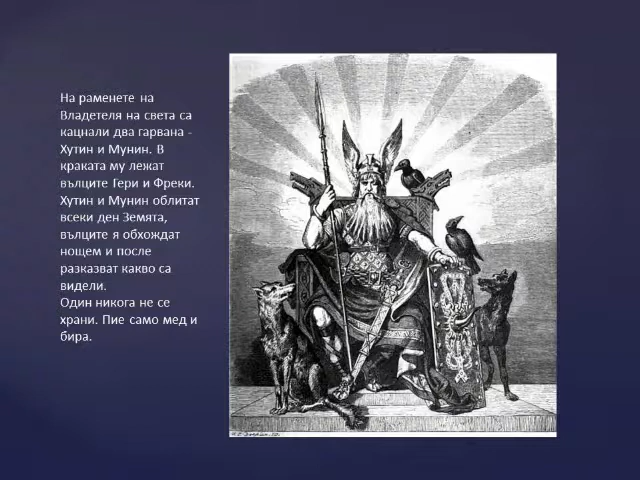 На раменете на
Владетеля на света са
кацнали два гарвана -
Хутин и Мунин. В
краката му лежат
вълците Гери и Фреки.
Хутин и Мунин облитат
всеки ден Земята,
вълците я обхождат
нощем и после
разказват какво са
видели.
Один никога не се
храни. Пие само мед и
бира.